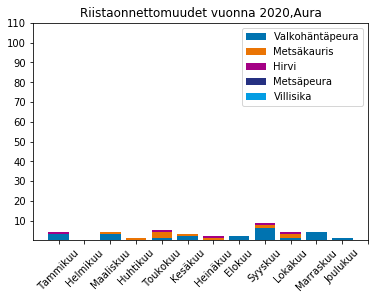 Riistaonnettomuudet vuonna 2020,Aura
110
100
90
80
70
60
50
40
30
20
10
Valkohäntäpeura
Metsäkauris
Hirvi
Metsäpeura
Villisika
Tammikuu
Helmikuu
Maaliskuu
Huhtikuu
Toukokuu
Kesäkuu
Heinäkuu
Elokuu
Syyskuu
Lokakuu
Marraskuu
Joulukuu